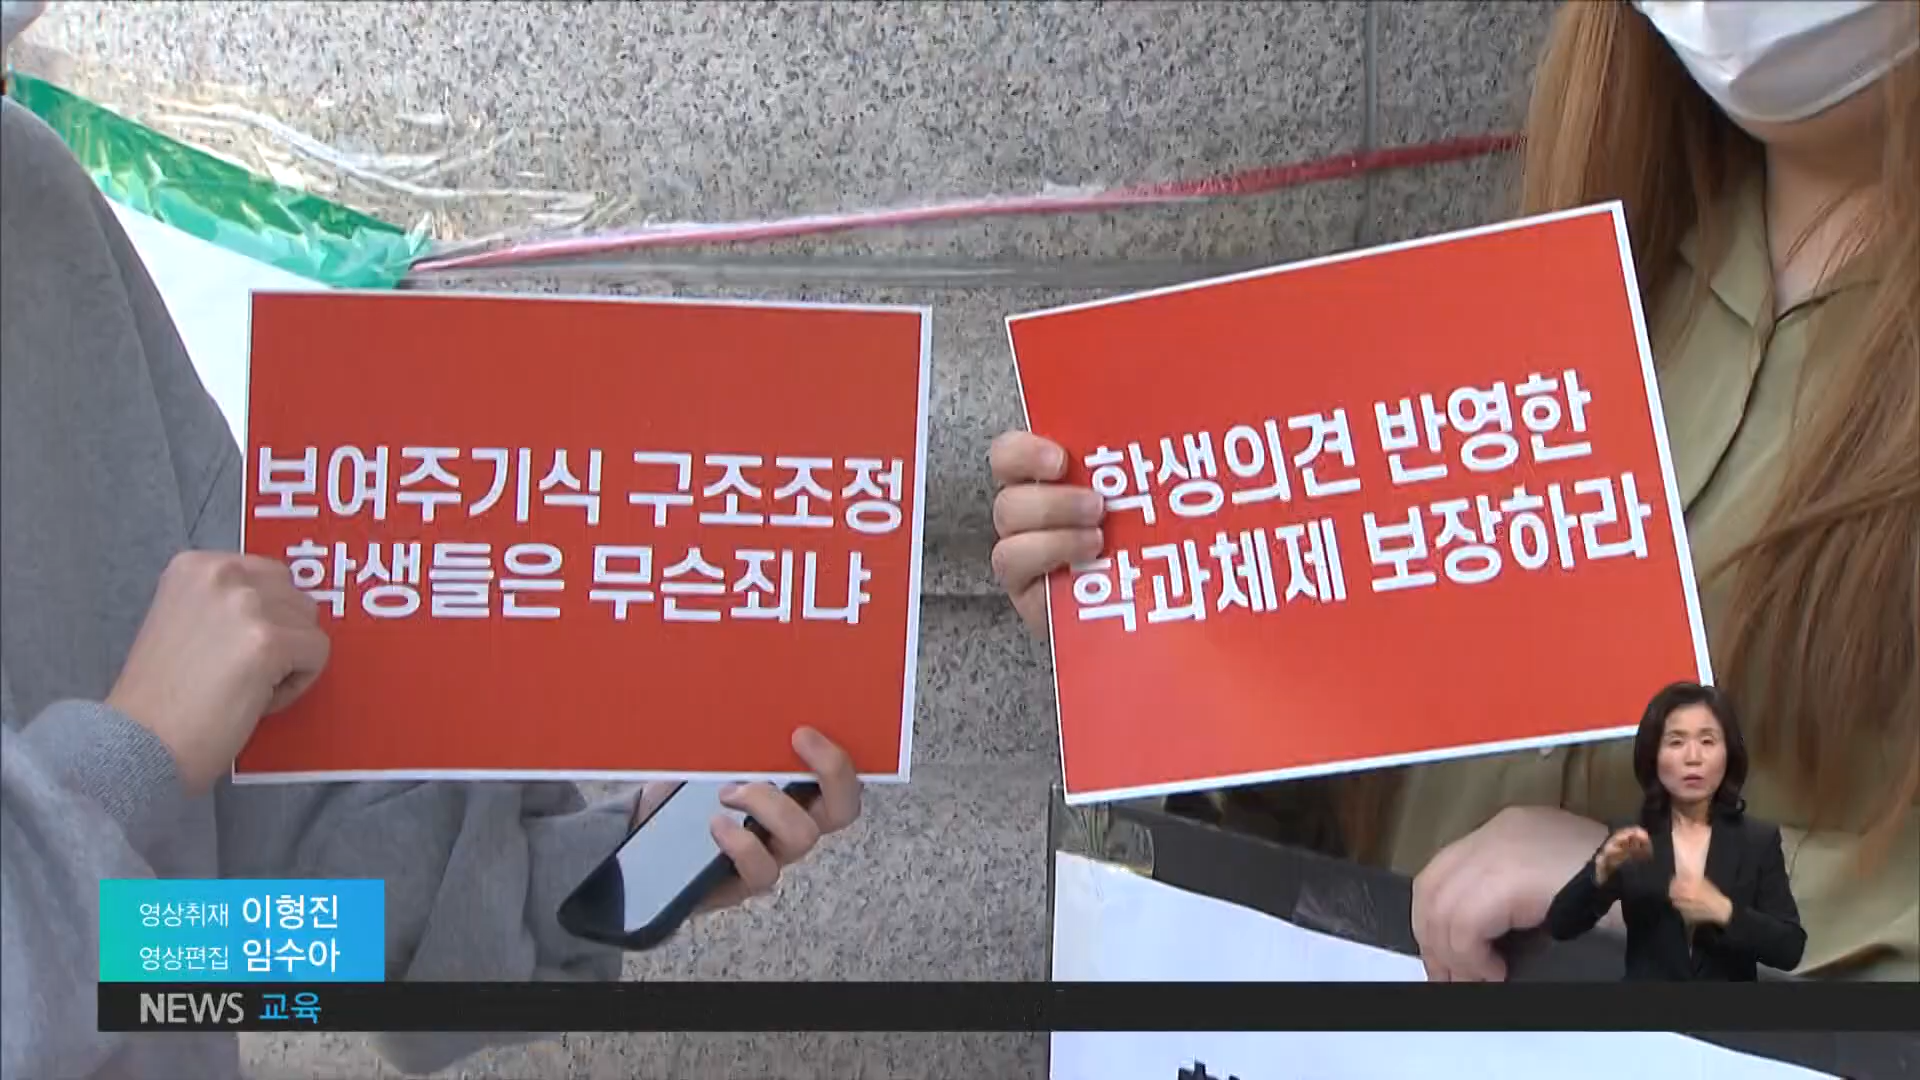 보여주기식 구조조정
학생들은 무슨죄냐
학생의견 반영한
학과체제 보장하라
영상취재 이형진
영상편집 임수아
NEWS 교육